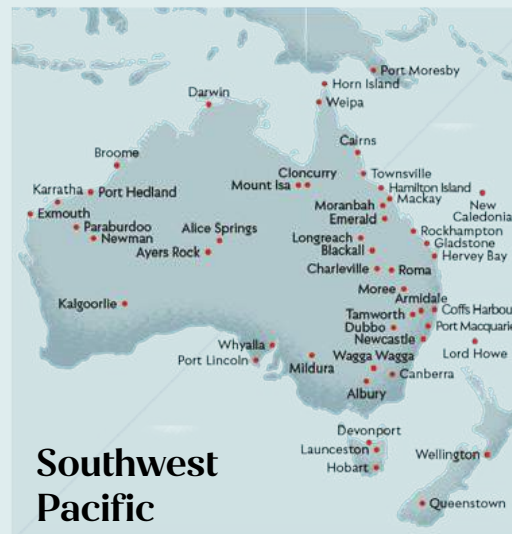 Port Moresby
Horn Island
Darwin
Weipa
Cairns
Broome
Cloncurry
Townsville
Karratha
Port Hedland
Mount Isa
Hamilton Island
Mackay
Moranbah
New
Caledonia
Exmouth
Emerald
Paraburdoo
Alice Springs
Longreach
Rockhampton
Newman
Gladstone
Ayers Rock
Blackall
Hervey Bay
Charleville
Roma
Moree
Armidale
Kalgoorlie
Coffs Harbou
Tamworth
Dubbo
Port Macquarie
Newcastle
Whyalla
Lord Howe
Port Lincoln
Mildura
Wagga Wagga
Canberra
Albury
Devonport
Launceston
Wellington
Hobart
Southwest
Pacific
Queenstown